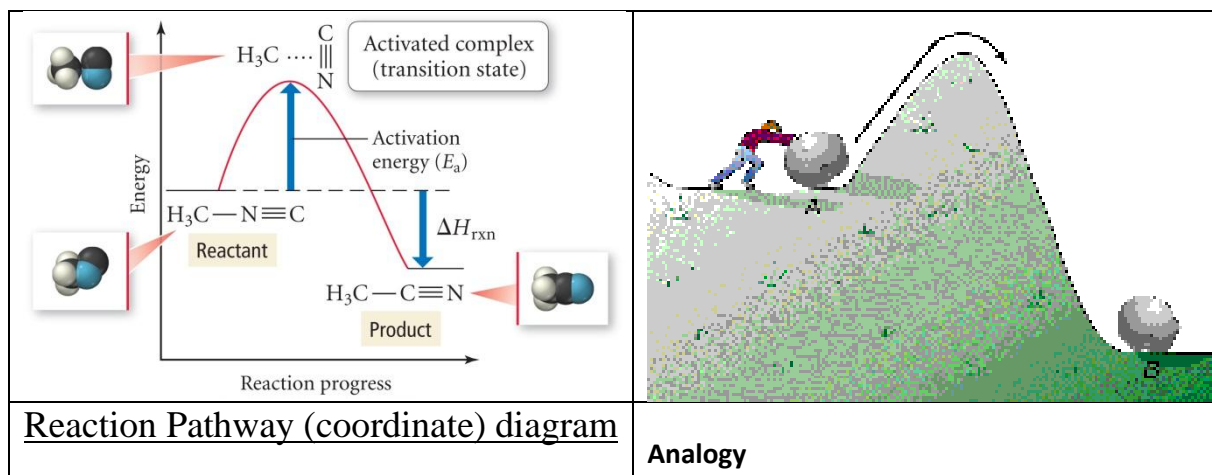 C
H₃C ···· ||| 
N
Activated complex
(transition state)
Energy
Activation
energy (Eₐ)
H₃C — N≡C
Reactant
ΔHrxn
H₃C — C≡N
Product
Reaction progress
A
B
Reaction Pathway (coordinate) diagram
Analogy